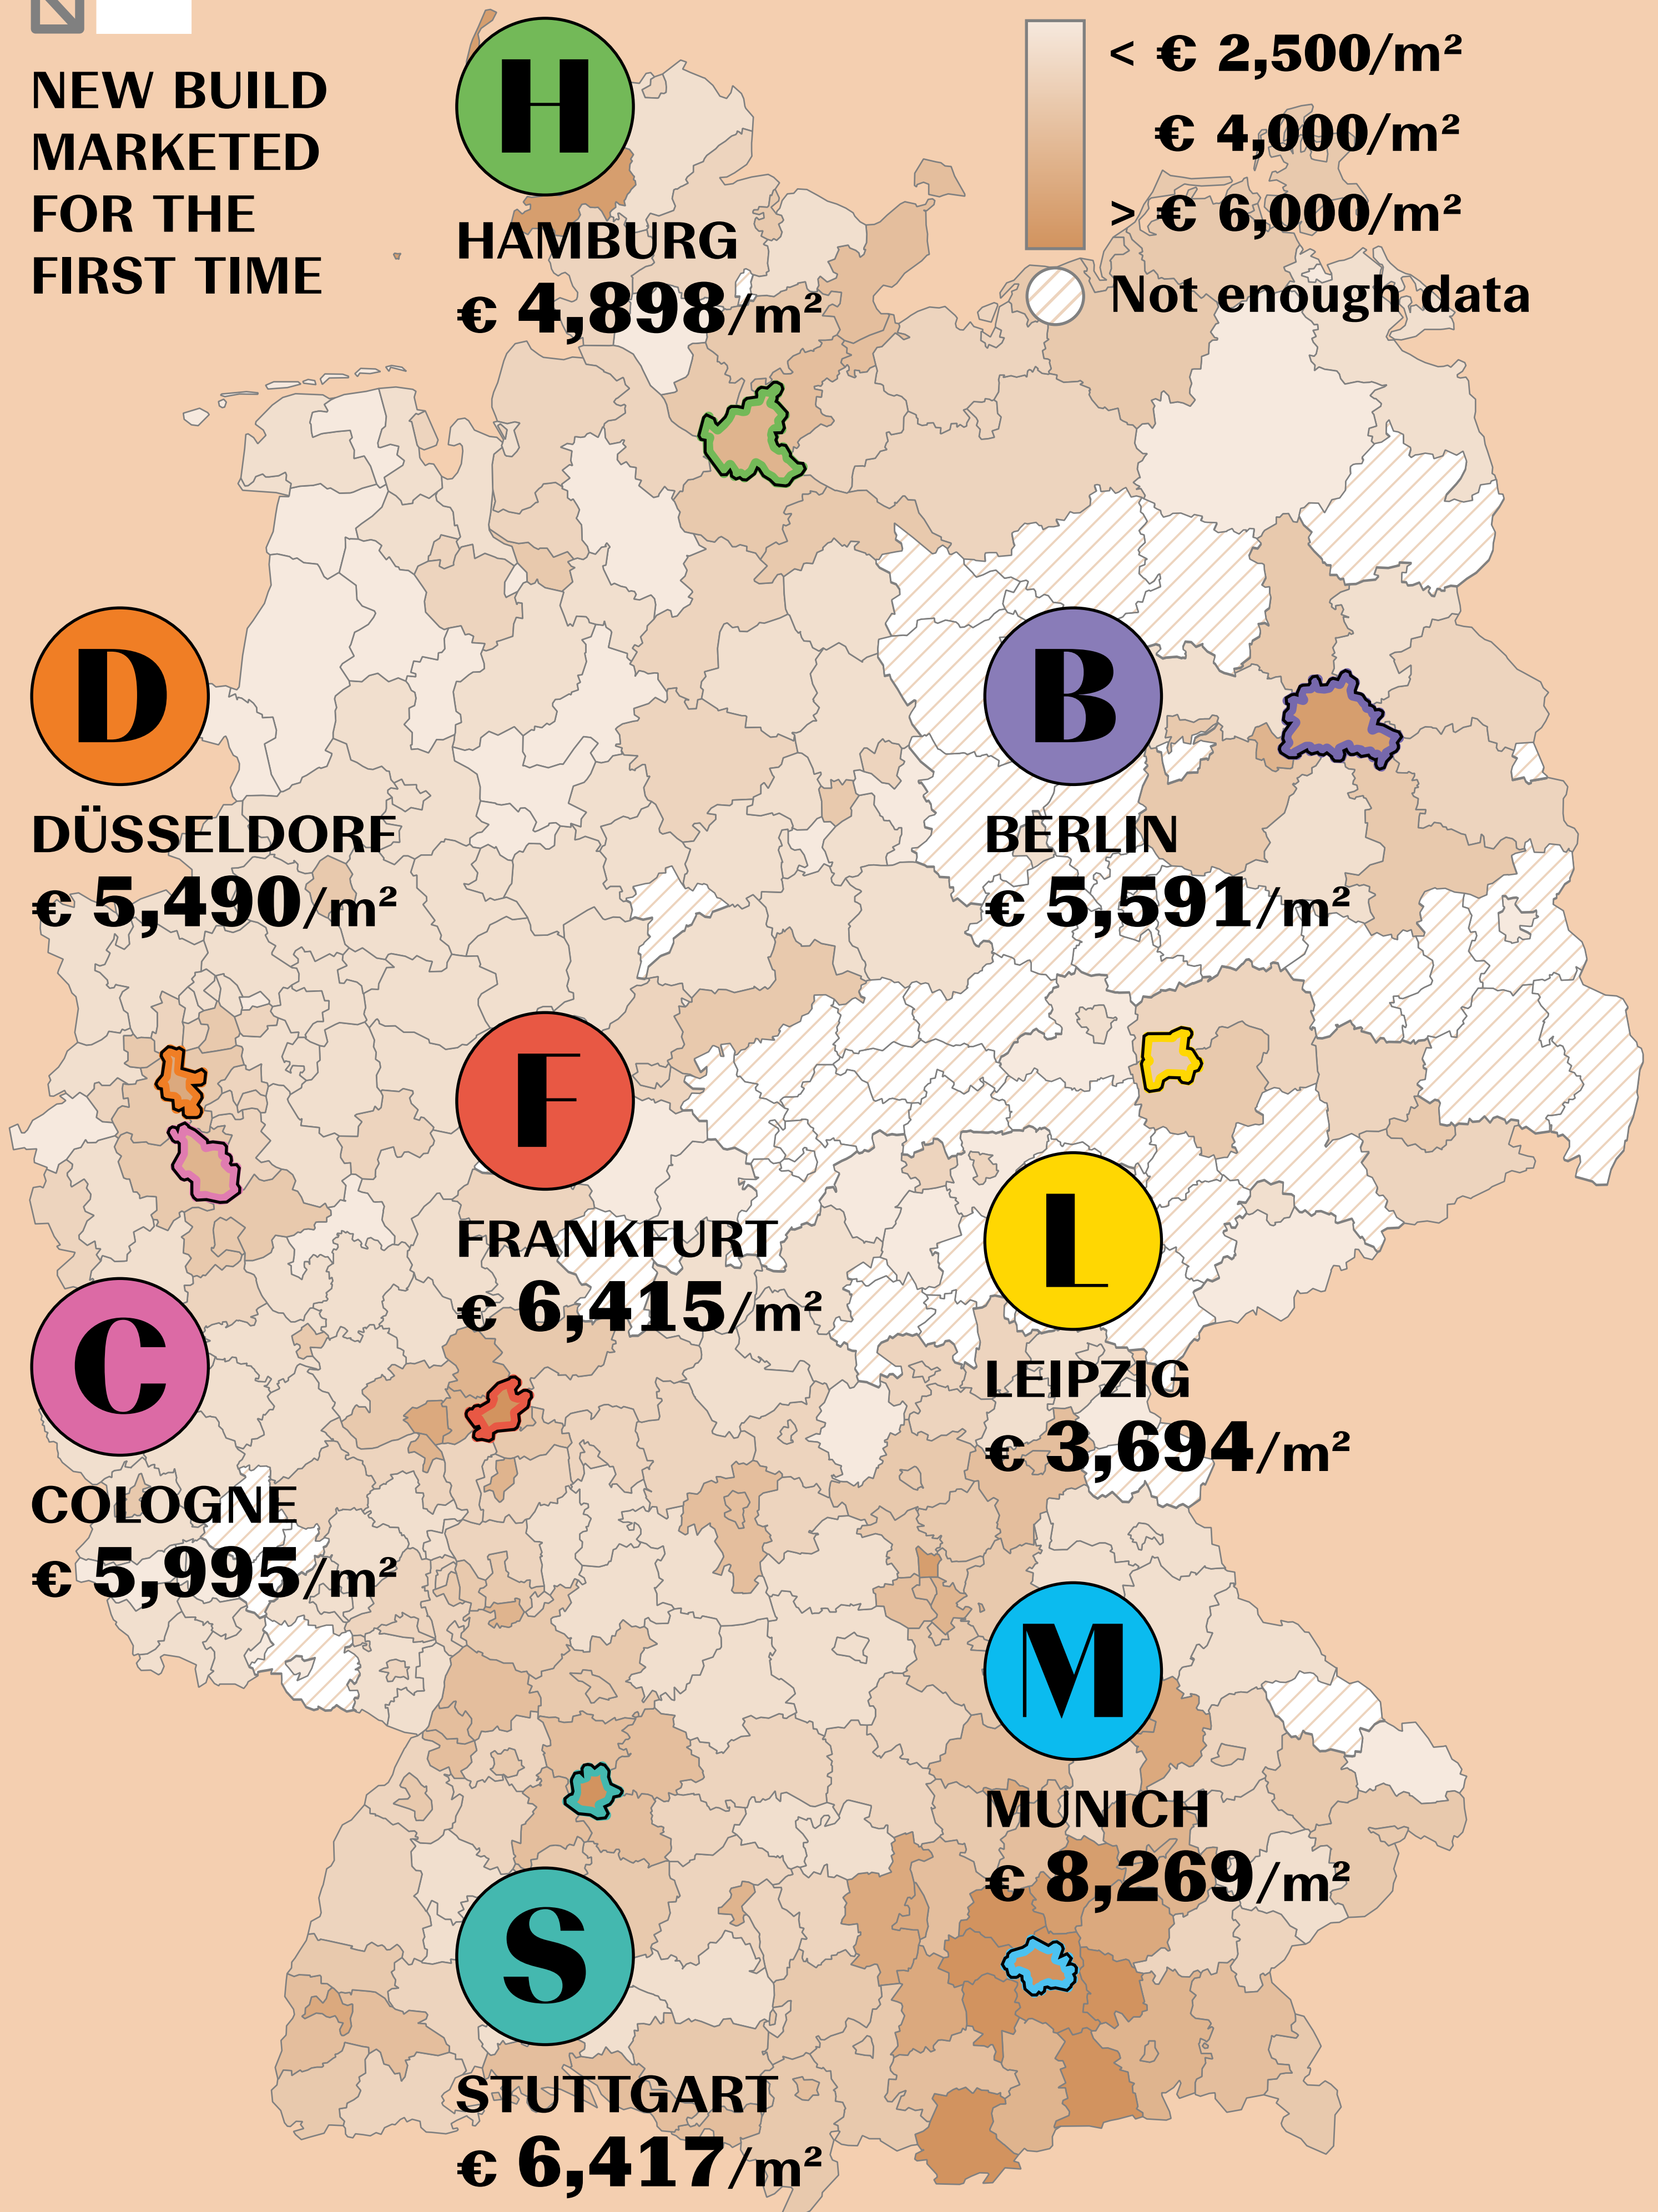 NEW BUILD
MARKETED
FOR THE
FIRST TIME
H
HAMBURG
€ 4,898/m²
< € 2,500/m²
€ 4,000/m²
> € 6,000/m²
Not enough data
D
DÜSSELDORF
€ 5,490/m²
B
BERLIN
€ 5,591/m²
F
FRANKFURT
€ 6,415/m²
L
LEIPZIG
€ 3,694/m²
C
COLOGNE
€ 5,995/m²
M
MUNICH
€ 8,269/m²
S
STUTTGART
€ 6,417/m²